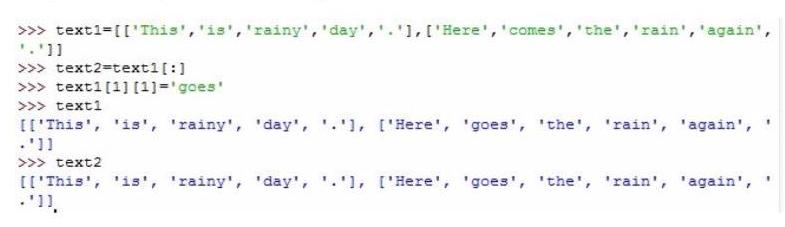 >>> text1=[['This','is','rainy','day','.'],['Here','comes','the','rain','again',
'.']]
>>> text2=text1[:]
>>> text1[1][1]='goes'
>>> text1
[['This', 'is', 'rainy', 'day', '.'], ['Here', 'goes', 'the', 'rain', 'again', '
.']]
>>> text2
[['This', 'is', 'rainy', 'day', '.'], ['Here', 'goes', 'the', 'rain', 'again', '
.']]